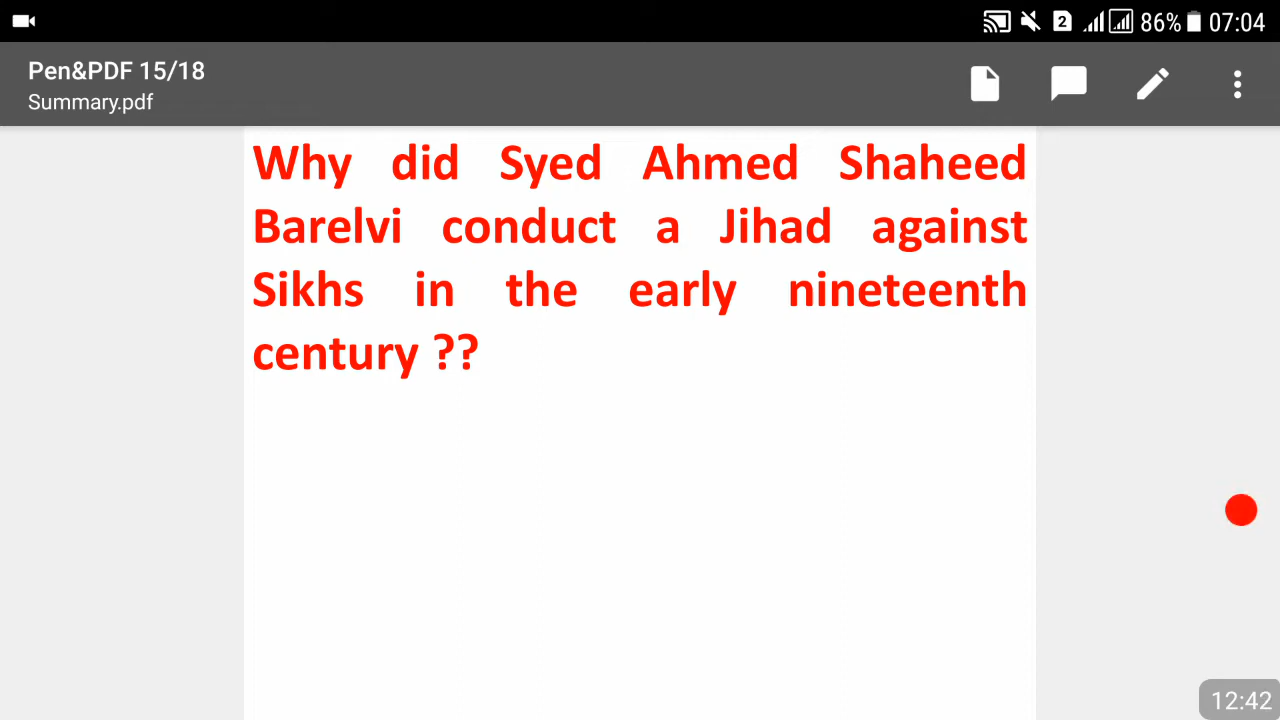 2 86% 07:04
Pen&PDF 15/18
Summary.pdf
Why did Syed Ahmed Shaheed
Barelvi conduct a Jihad against
Sikhs in the early nineteenth
century ??
12:42